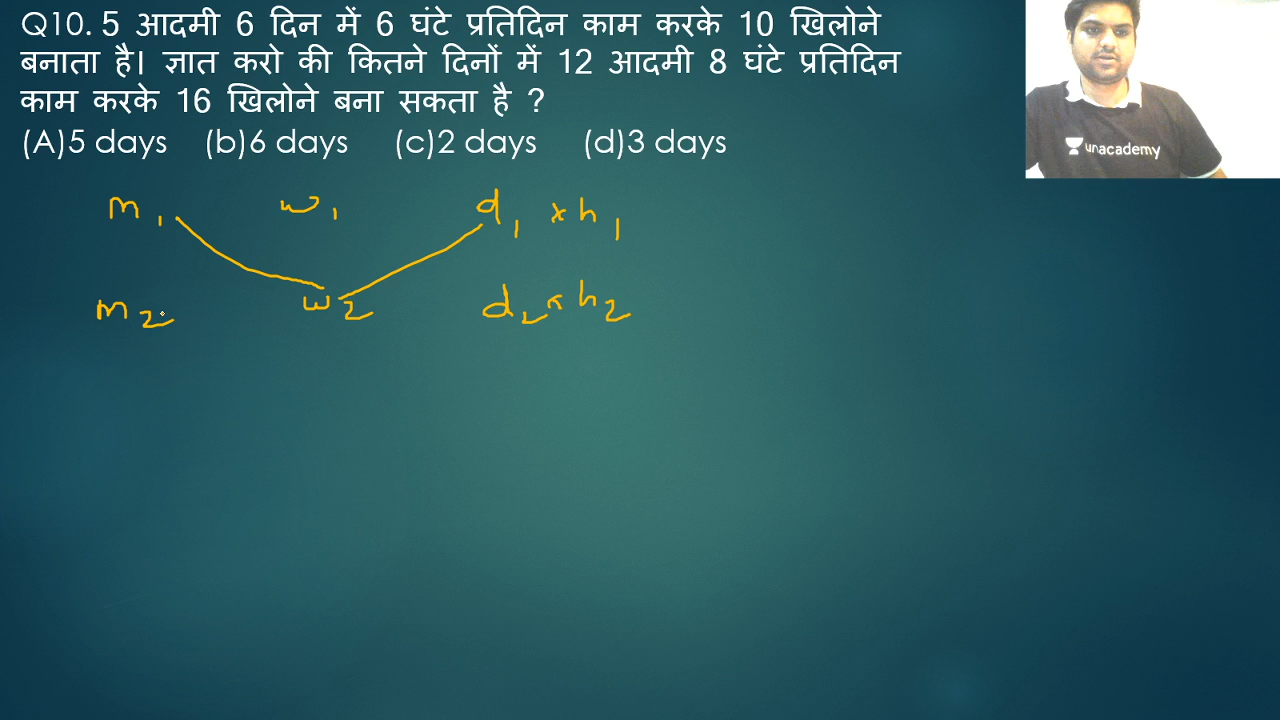 Q10. 5 आदमी 6 दिन में 6 घंटे प्रतिदिन काम करके 10 खिलोने
बनाता है। ज्ञात करो की कितने दिनों में 12 आदमी 8 घंटे प्रतिदिन
काम करके 16 खिलोने बना सकता है ?
(A)5 days (b)6 days (c)2 days (d)3 days
m1 w1 d1 × h1
m2 w2 d2 × h2
unacademy